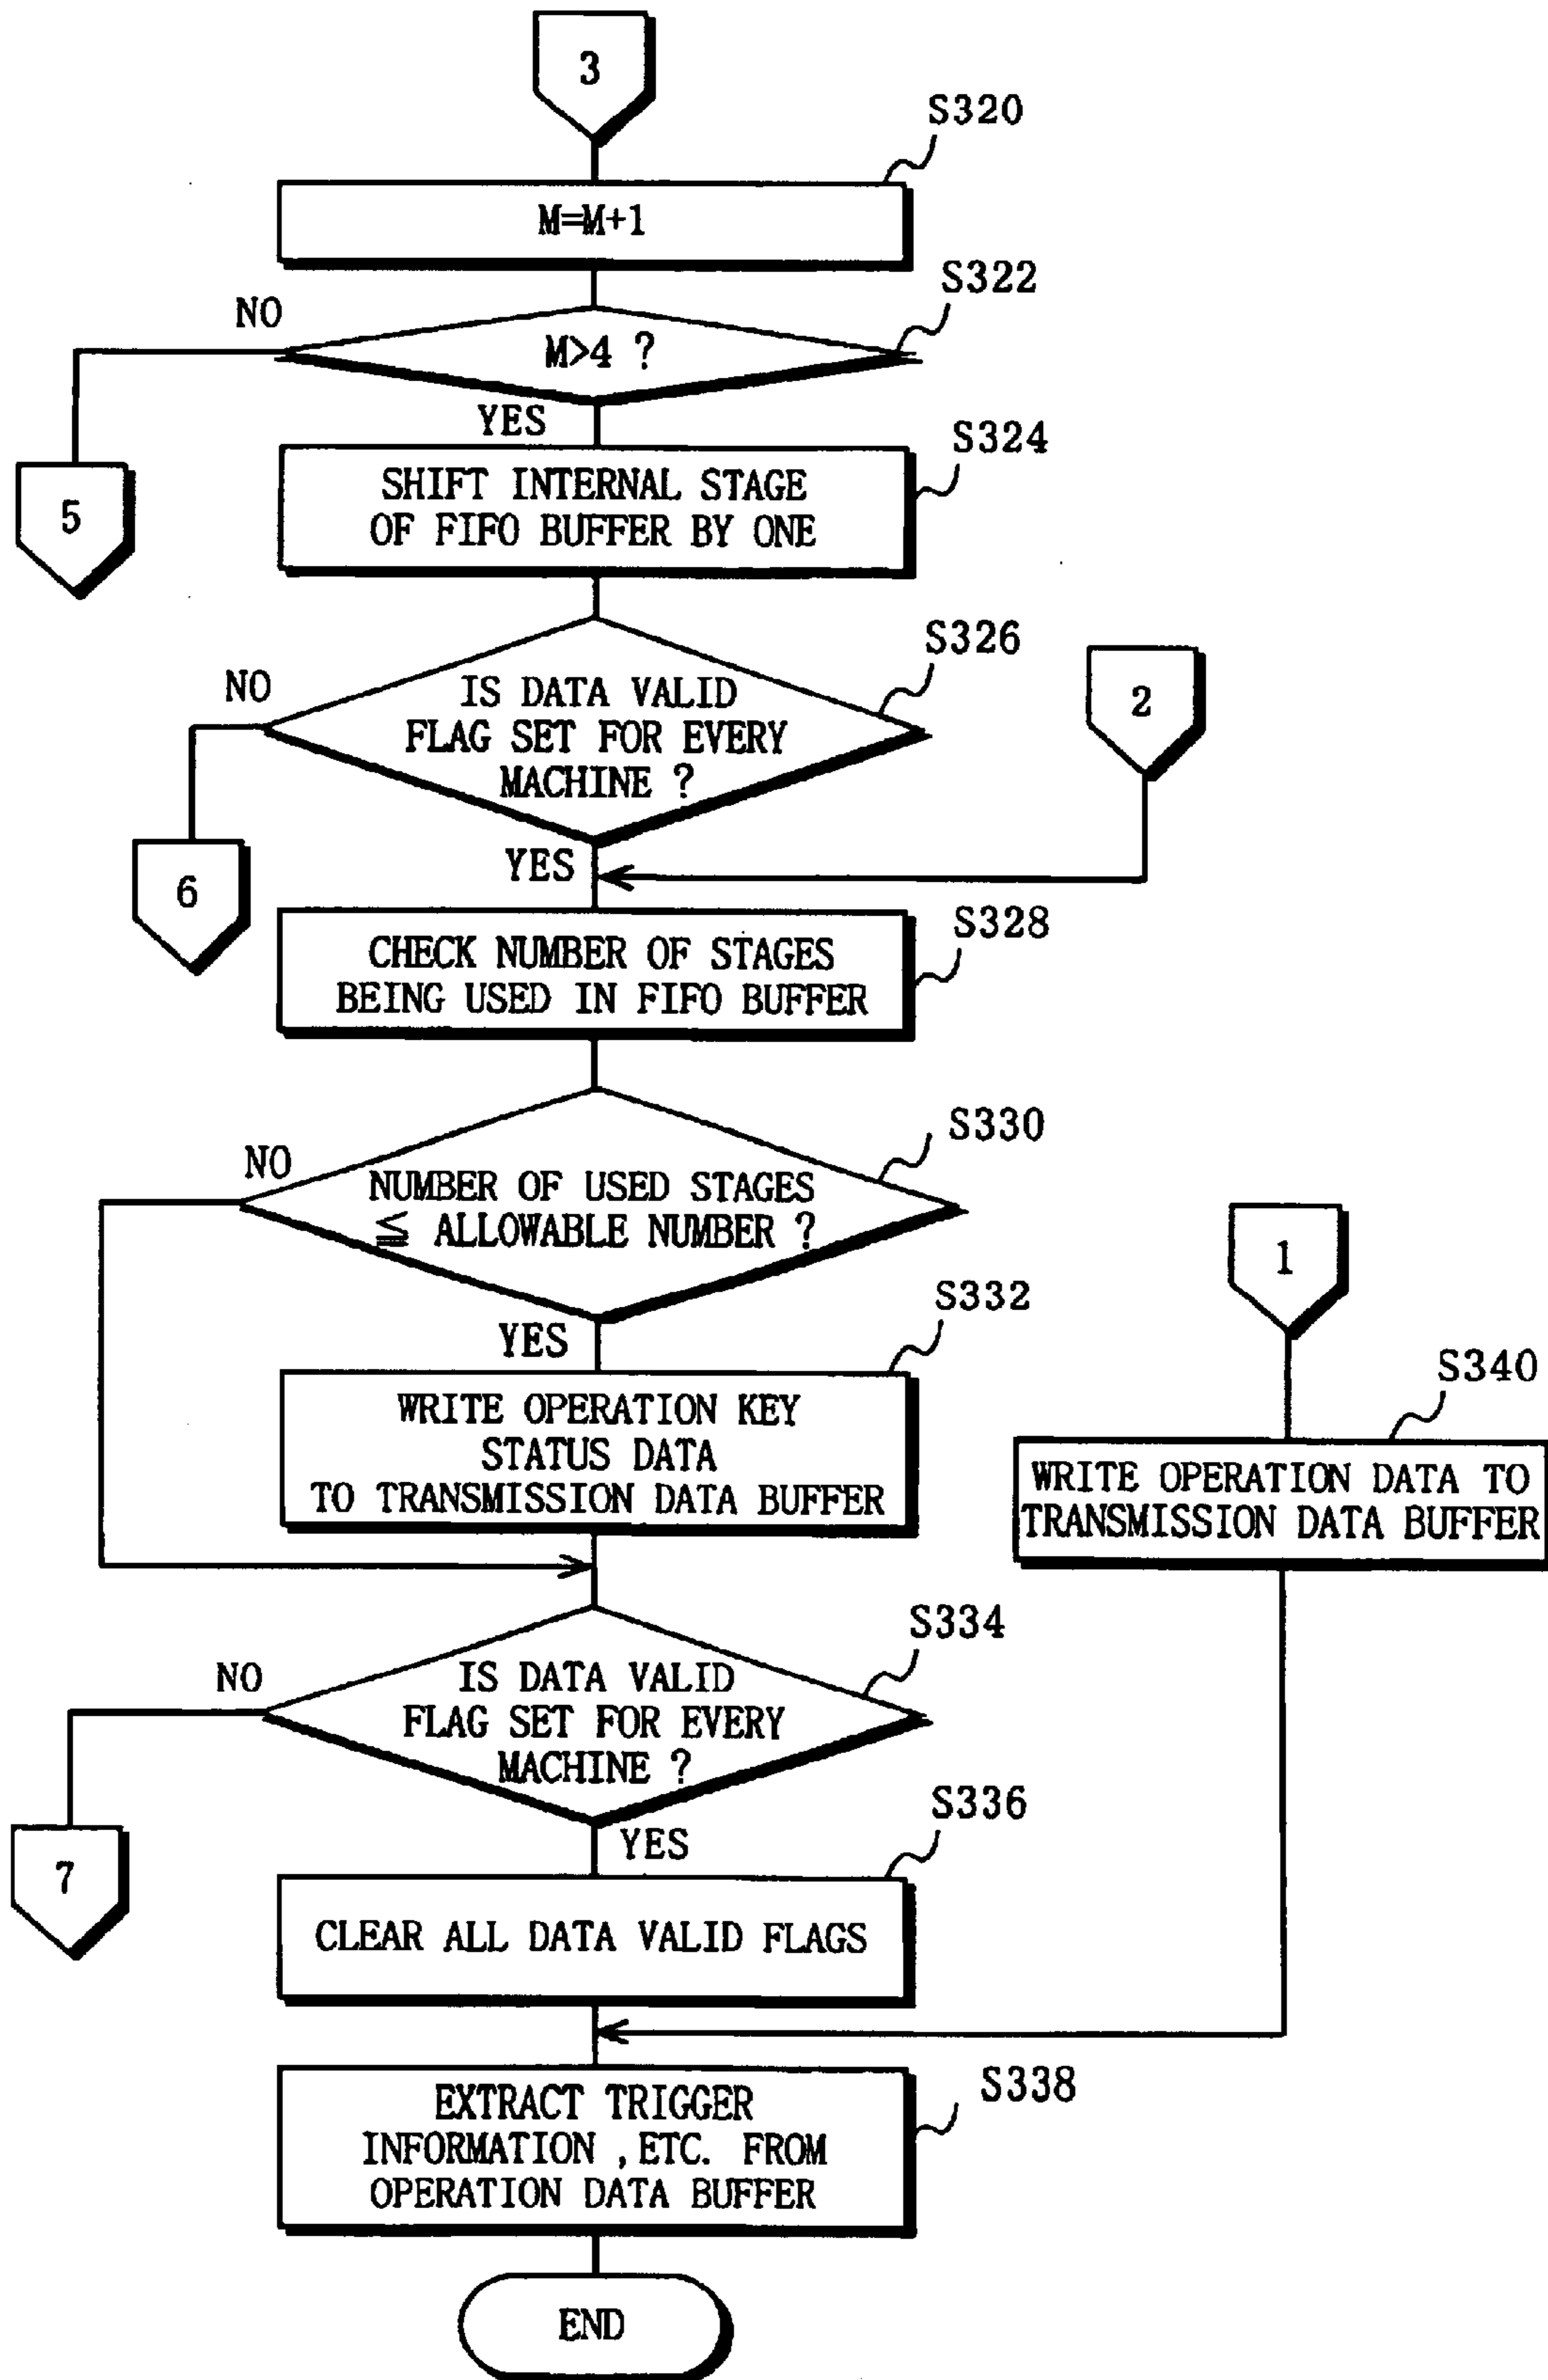 3
S320
M=M+1
S322
NO
M>4 ?
YES
S324
SHIFT INTERNAL STAGE
OF FIFO BUFFER BY ONE
5
S326
NO
IS DATA VALID
FLAG SET FOR EVERY
MACHINE ?
2
YES
6
S328
CHECK NUMBER OF STAGES
BEING USED IN FIFO BUFFER
S330
NO
NUMBER OF USED STAGES
≦ ALLOWABLE NUMBER ?
1
S332
YES
S340
WRITE OPERATION KEY
STATUS DATA
TO TRANSMISSION DATA BUFFER
WRITE OPERATION DATA TO
TRANSMISSION DATA BUFFER
S334
NO
IS DATA VALID
FLAG SET FOR EVERY
MACHINE ?
S336
YES
7
CLEAR ALL DATA VALID FLAGS
S338
EXTRACT TRIGGER
INFORMATION ,ETC. FROM
OPERATION DATA BUFFER
END